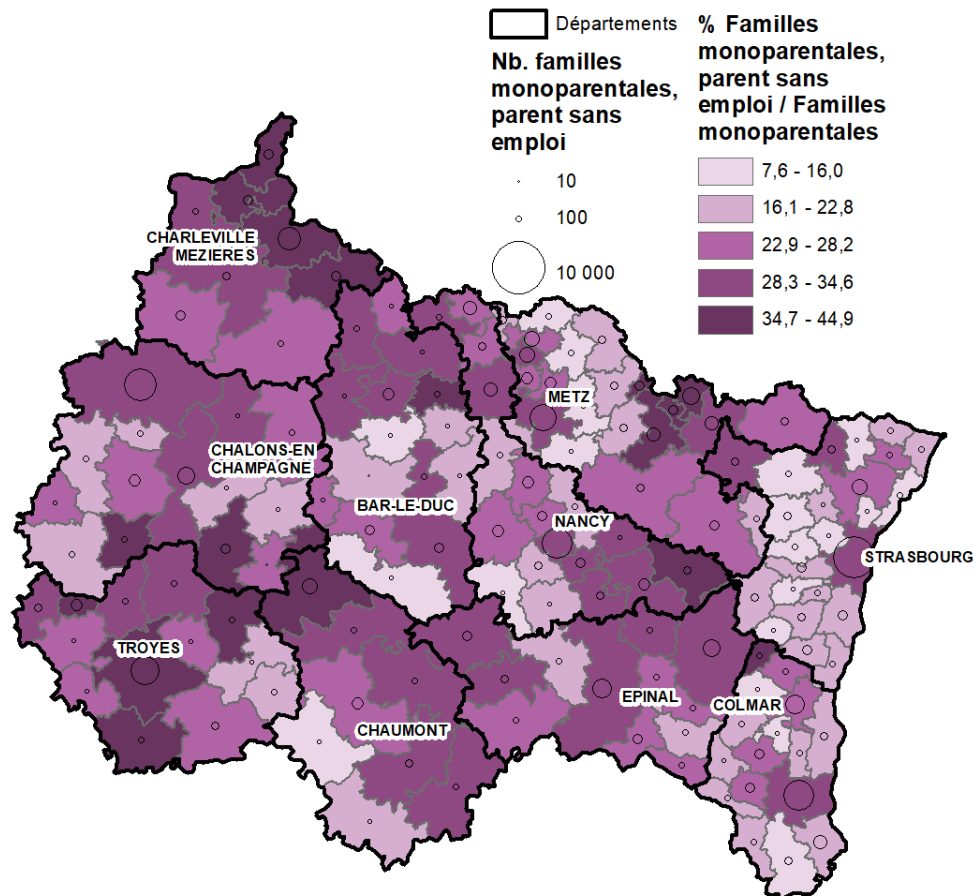 Départements
Nb. familles
monoparentales,
parent sans
emploi
10
100
10 000
% Familles
monoparentales,
parent sans
emploi / Familles
monoparentales
7,6 - 16,0
16,1 - 22,8
22,9 - 28,2
28,3 - 34,6
34,7 - 44,9
CHARLEVILLE
MEZIERES
METZ
CHALONS-EN
CHAMPAGNE
BAR-LE-DUC
NANCY
STRASBOURG
TROYES
EPINAL
COLMAR
CHAUMONT